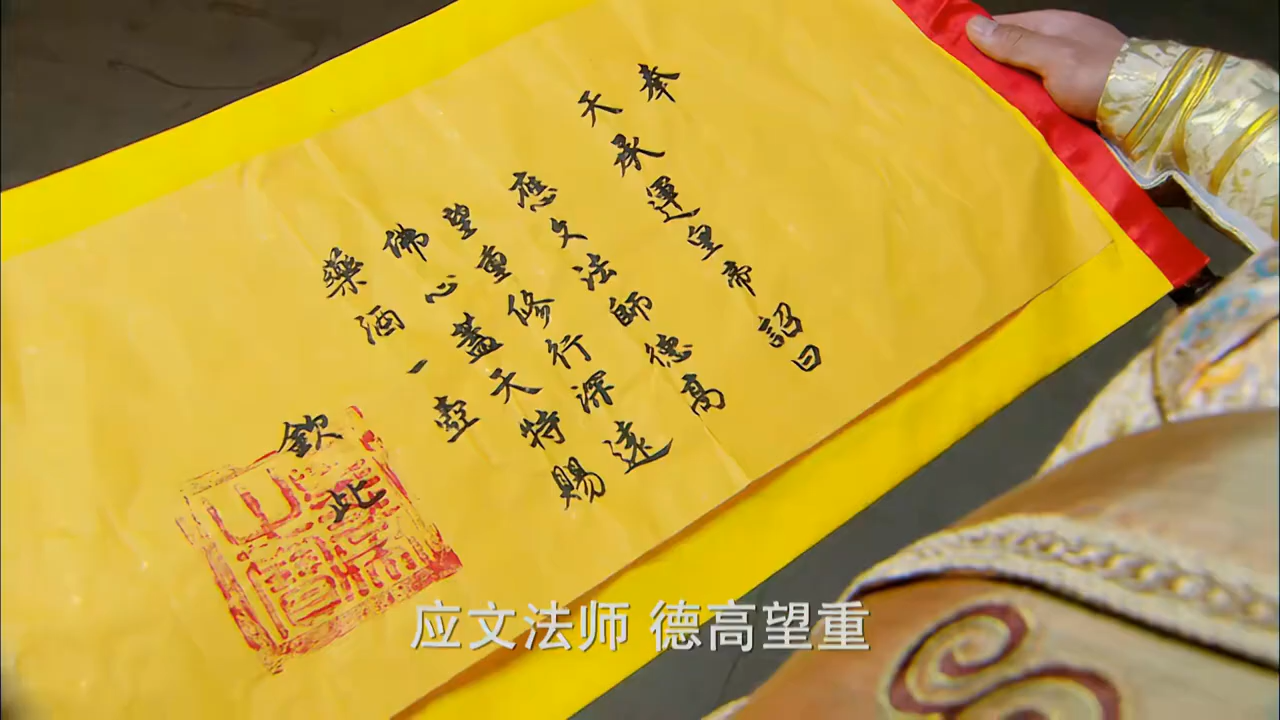 奉
天承運皇帝詔曰
應文法師德高
望重修行深遠
佛心蓋天特賜
藥酒一壺
欽此
应文法师 德高望重